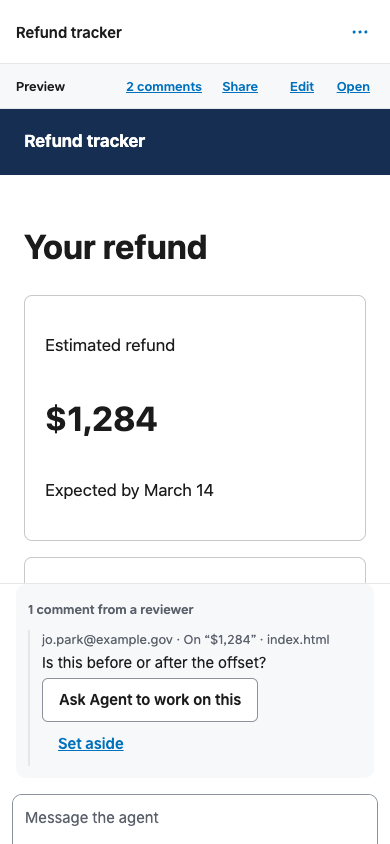 Refund tracker
Preview
2 comments
Share
Edit
Open
Refund tracker
Your refund
Estimated refund
$1,284
Expected by March 14
1 comment from a reviewer
jo.park@example.gov · On “$1,284” · index.html
Is this before or after the offset?
Ask Agent to work on this
Set aside
Message the agent